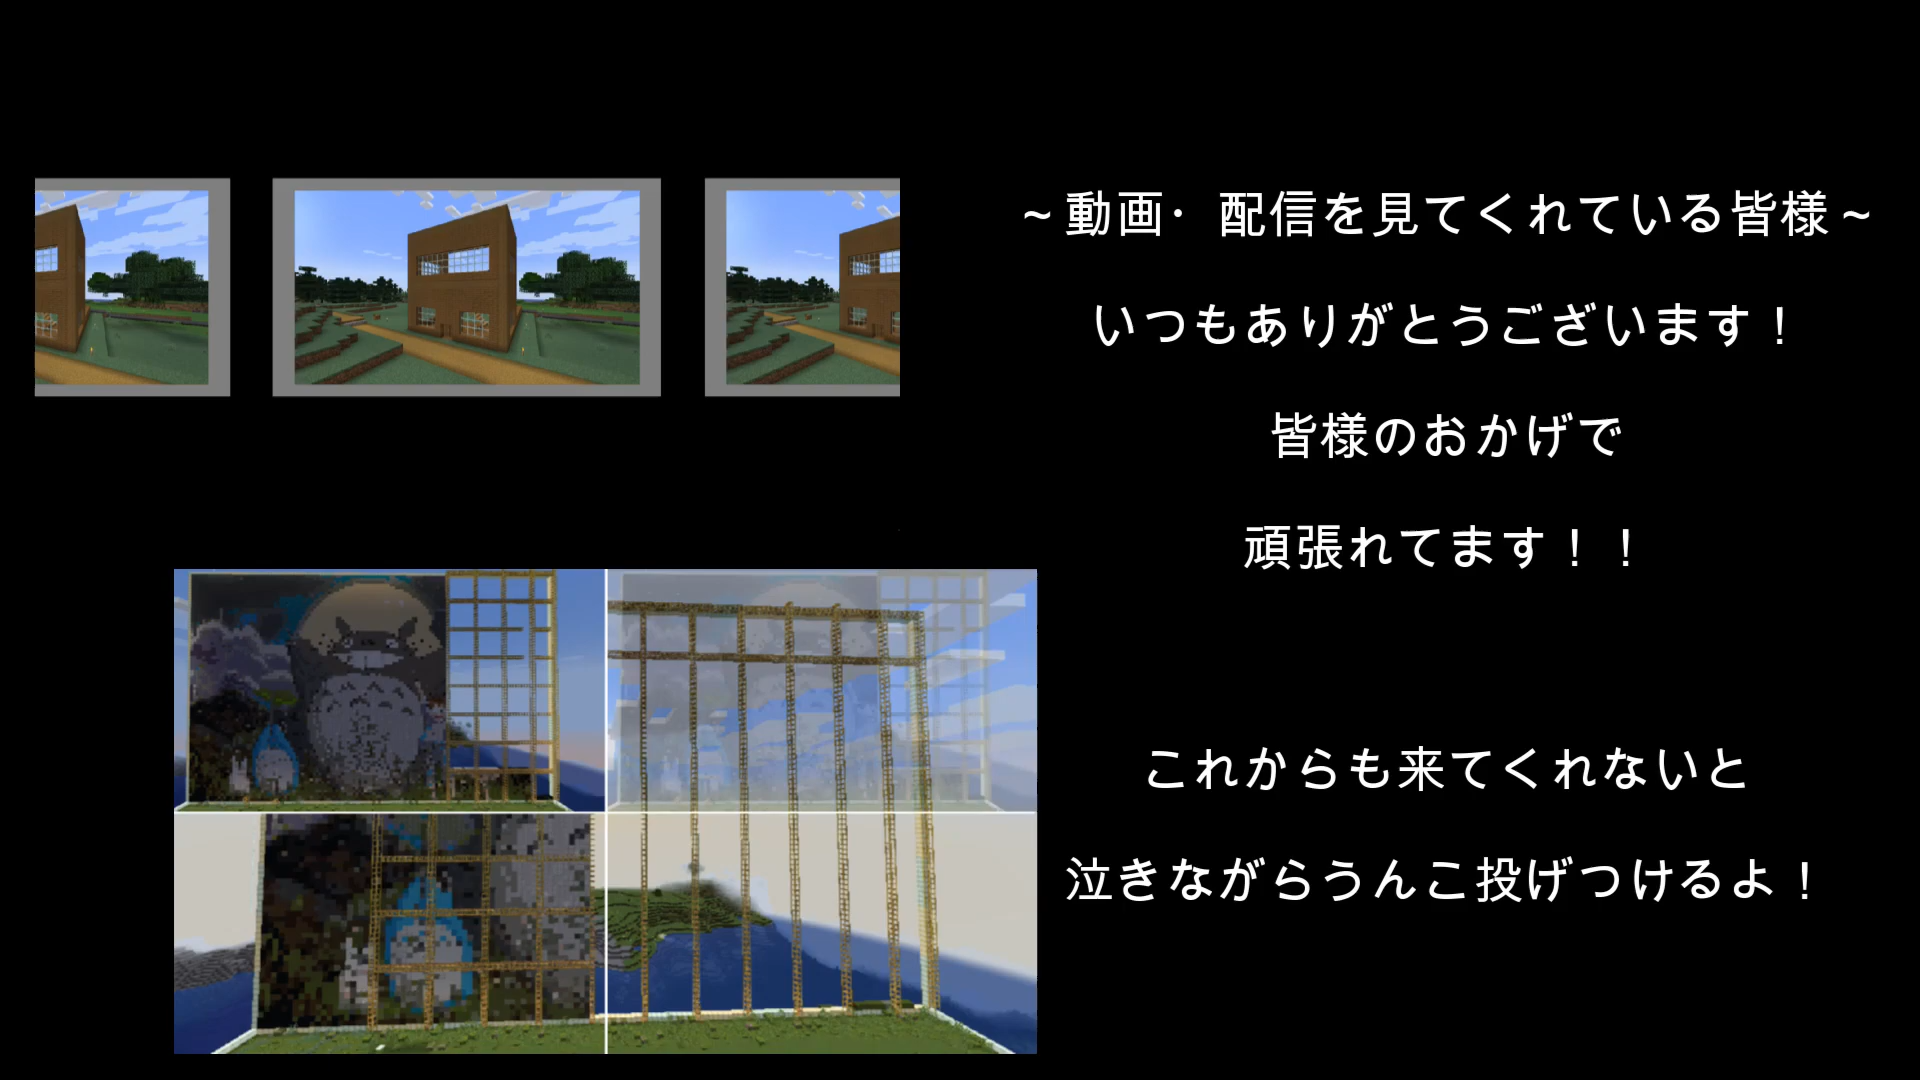 ~動画・配信を見てくれている皆様~
いつもありがとうございます！
皆様のおかげで
頑張れてます！！
これからも来てくれないと
泣きながらうんこ投げつけるよ！